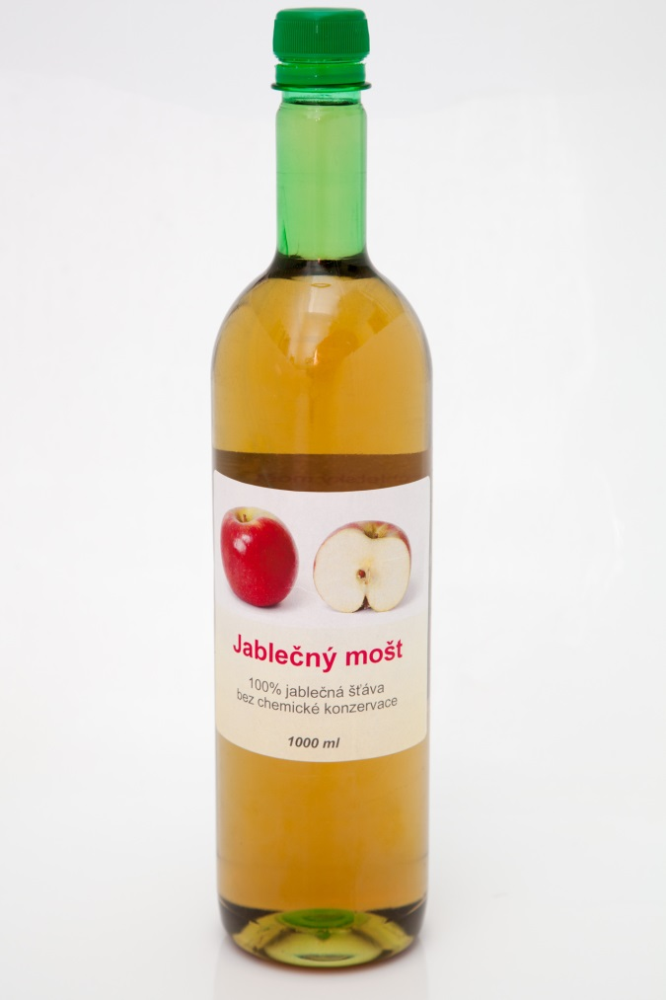 Jablečný mošt
100% jablečná šťáva
bez chemické konzervace
1000 ml